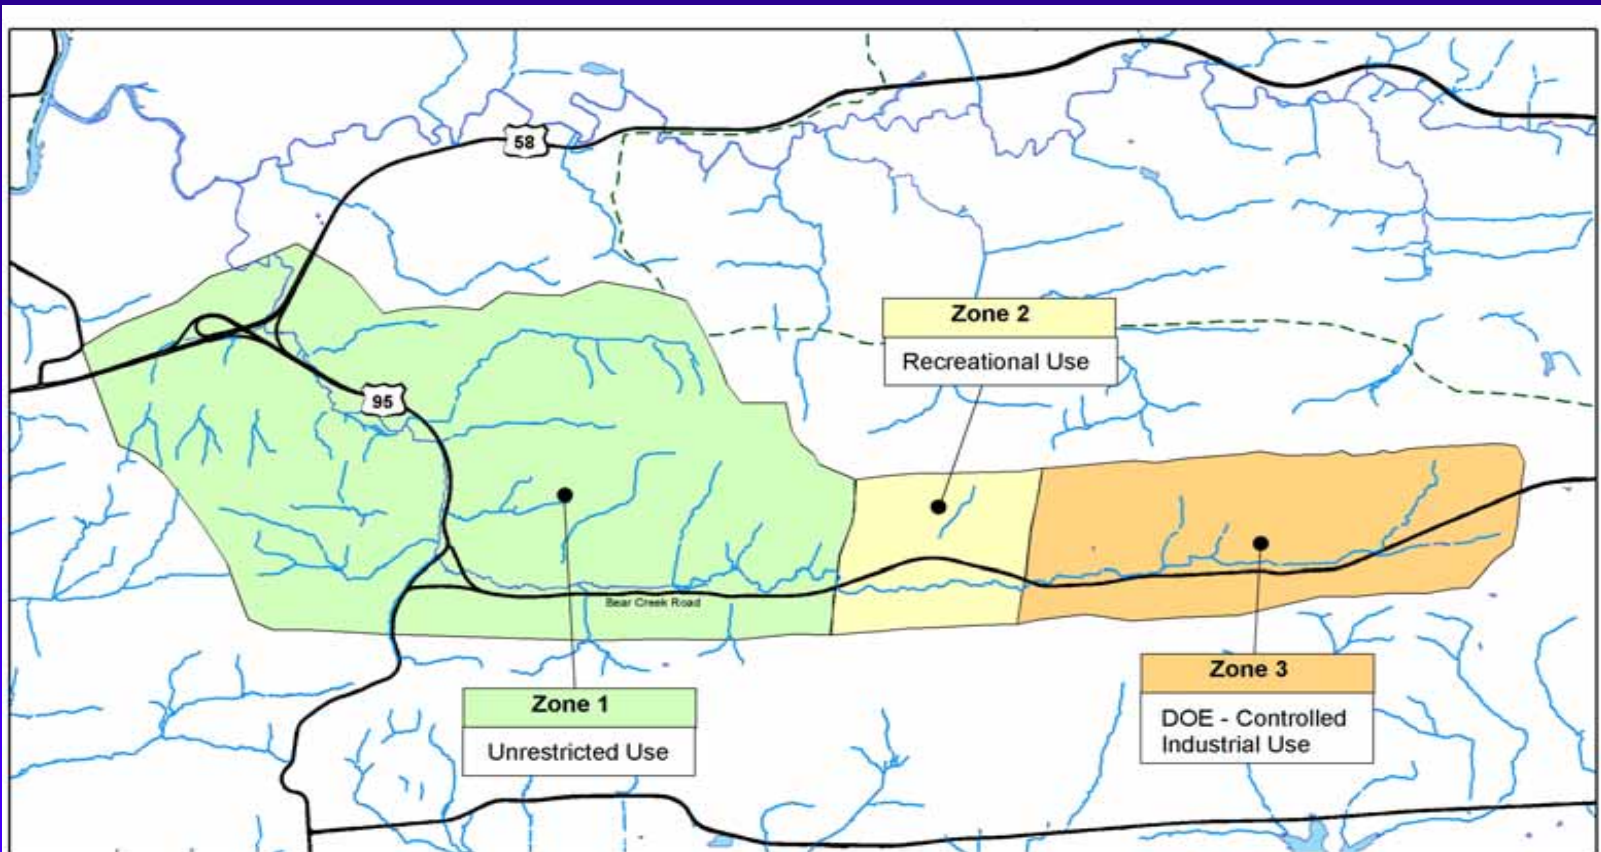 58
Zone 2
Recreational Use
95
Bear Creek Road
Zone 1
Unrestricted Use
Zone 3
DOE - Controlled
Industrial Use